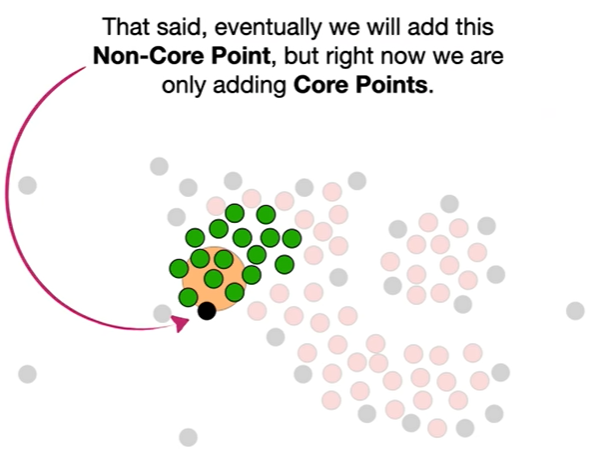 That said, eventually we will add this
Non-Core Point, but right now we are
only adding Core Points.